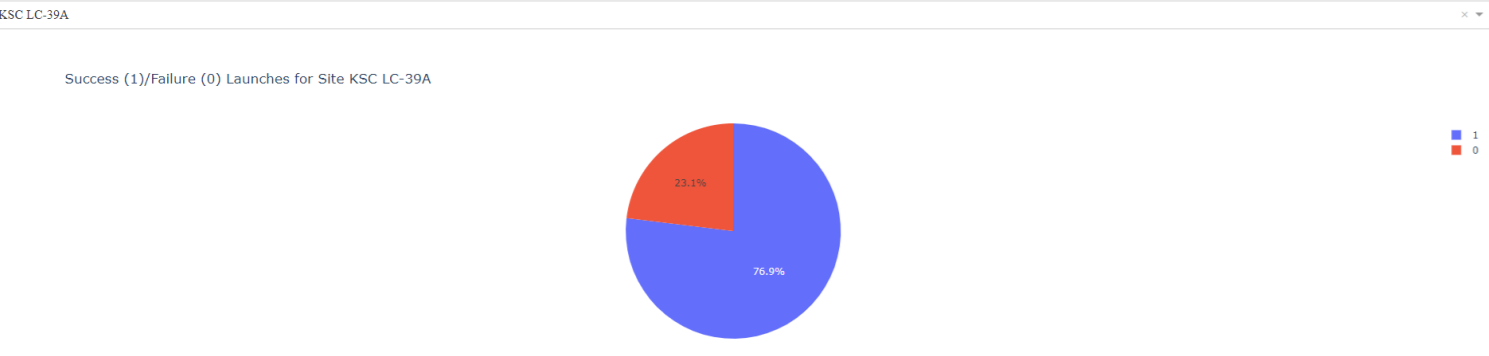 KSC LC-39A
Success (1)/Failure (0) Launches for Site KSC LC-39A
1
0
23.1%
76.9%